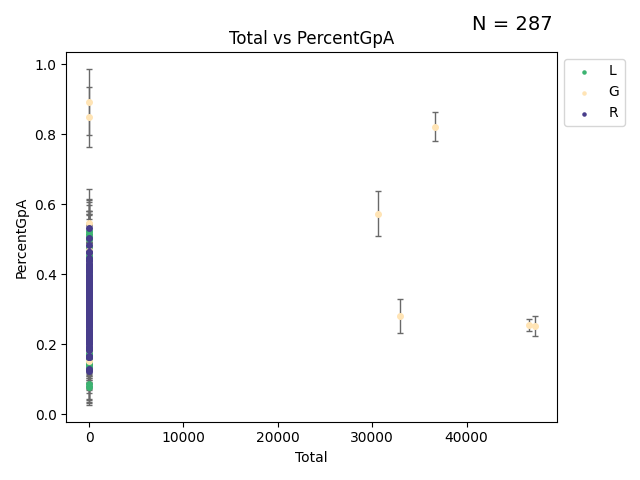 N = 287
Total vs PercentGpA
L
G
R
PercentGpA
1.0
0.8
0.6
0.4
0.2
0.0
0 10000 20000 30000 40000
Total